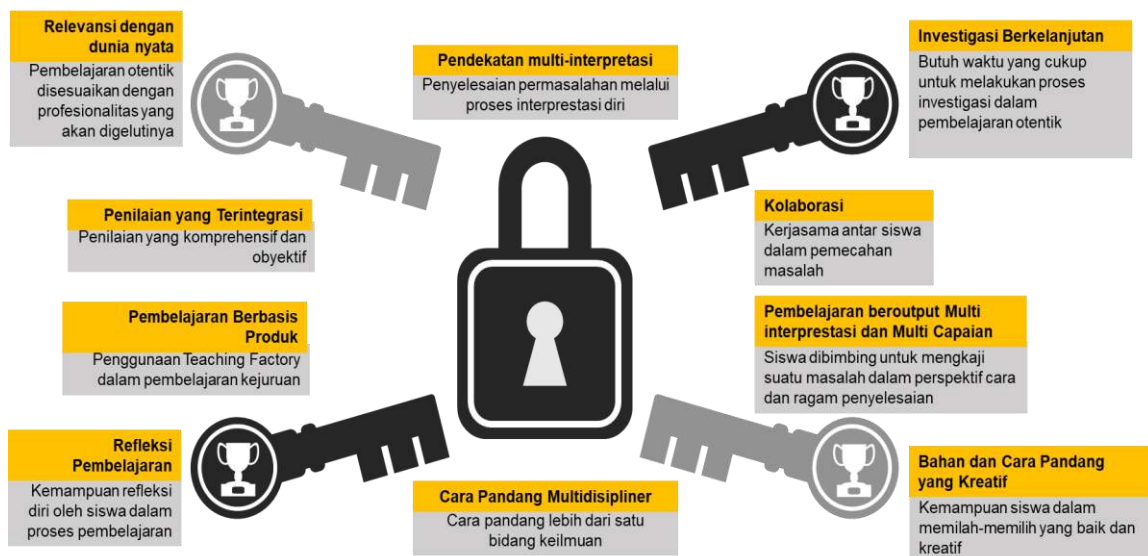 Relevansi dengan
dunia nyata
Pembelajaran otentik
disesuaikan dengan
profesionalitas yang
akan digelutinya
Pendekatan multi-interpretasi
Penyelesaian permasalahan melalui
proses interprestasi diri
Investigasi Berkelanjutan
Butuh waktu yang cukup
untuk melakukan proses
investigasi dalam
pembelajaran otentik
Penilaian yang Terintegrasi
Penilaian yang komprehensif dan
obyektif
Kolaborasi
Kerjasama antar siswa
dalam pemecahan
masalah
Pembelajaran Berbasis
Produk
Penggunaan Teaching Factory
dalam pembelajaran kejuruan
Pembelajaran beroutput Multi
interprestasi dan Multi Capaian
Siswa dibimbing untuk mengkaji
suatu masalah dalam perspektif cara
dan ragam penyelesaian
Refleksi
Pembelajaran
Kemampuan refleksi
diri oleh siswa dalam
proses pembelajaran
Cara Pandang Multidisipliner
Cara pandang lebih dari satu
bidang keilmuan
Bahan dan Cara Pandang
yang Kreatif
Kemampuan siswa dalam
memilah-memilih yang baik dan
kreatif